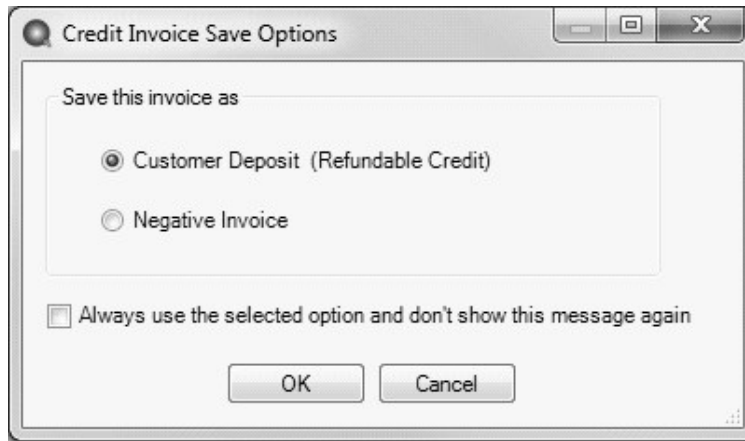 Credit Invoice Save Options
Save this invoice as
Customer Deposit (Refundable Credit)
Negative Invoice
Always use the selected option and don't show this message again
OK Cancel